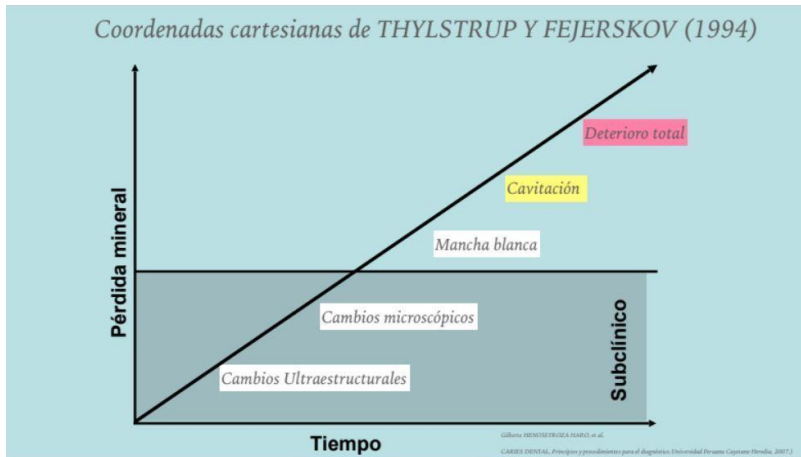 Coordenadas cartesianas de THYLSTRUP Y FEJERSKOV (1994)
Deterioro total
Cavitación
Mancha blanca
Pérdida mineral
Cambios microscópicos
Subclínico
Cambios Ultraestructurales
Tiempo
Gilberto HENOSTROZA HARO, et al.
CARIES DENTAL, Principios y procedimientos para el diagnóstico Universidad Peruana Cayetano Heredia, 2007.)